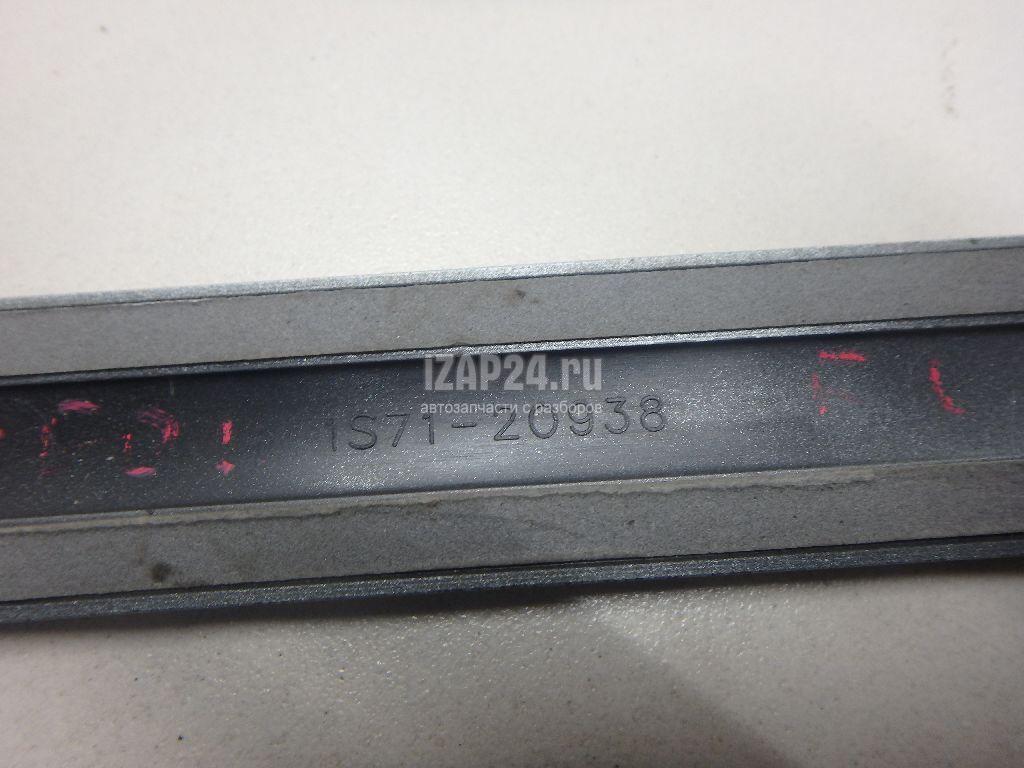 IZAP24.ru
автозапчасти с разборов
1S71-20938